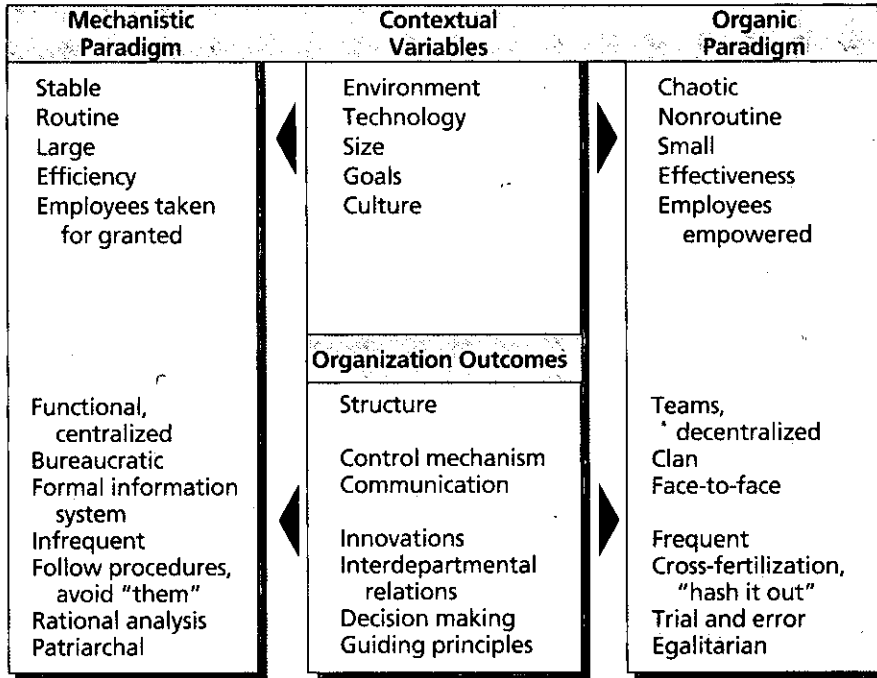 Mechanistic
Paradigm
Stable
Routine
Large
Efficiency
Employees taken
for granted
Functional,
centralized
Bureaucratic
Formal information
system
Infrequent
Follow procedures,
avoid “them”
Rational analysis
Patriarchal
Contextual
Variables
Environment
Technology
Size
Goals
Culture
Organization Outcomes
Structure
Control mechanism
Communication
Innovations
Interdepartmental
relations
Decision making
Guiding principles
Organic
Paradigm
Chaotic
Nonroutine
Small
Effectiveness
Employees
empowered
Teams,
decentralized
Clan
Face-to-face
Frequent
Cross-fertilization,
“hash it out”
Trial and error
Egalitarian